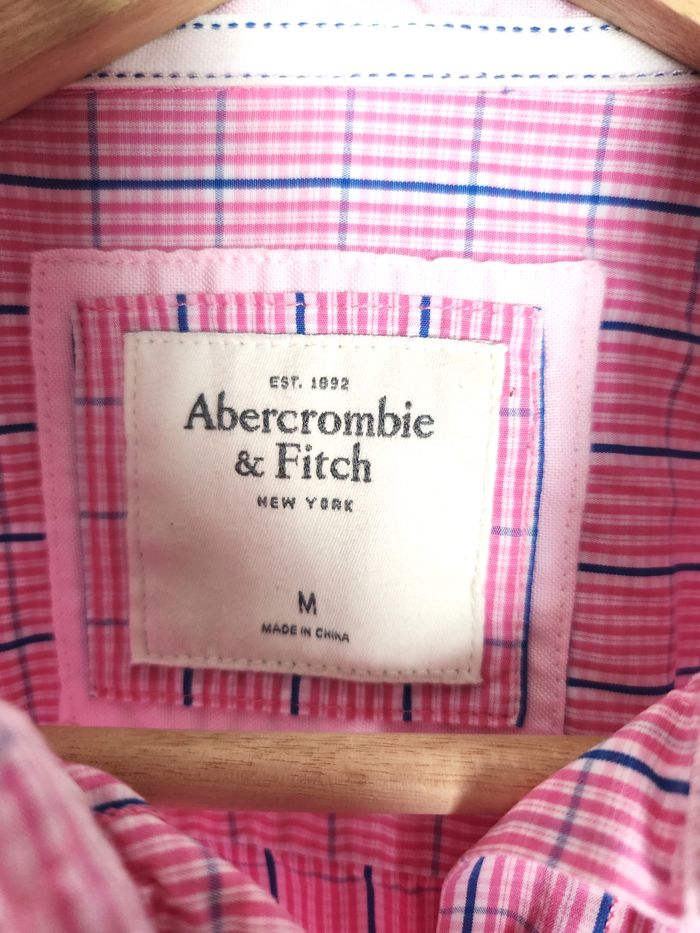 EST. 1892
Abercrombie
& Fitch
NEW YORK
M
MADE IN CHINA